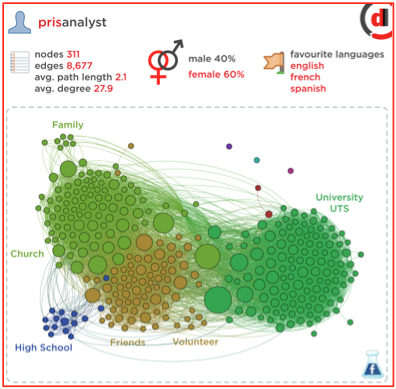 prisanalyst
d
nodes 311
edges 8,677
avg. path length 2.1
avg. degree 27.9
male 40%
female 60%
favourite languages
english
french
spanish
Family
University
UTS
Church
High School
Friends
Volunteer
f